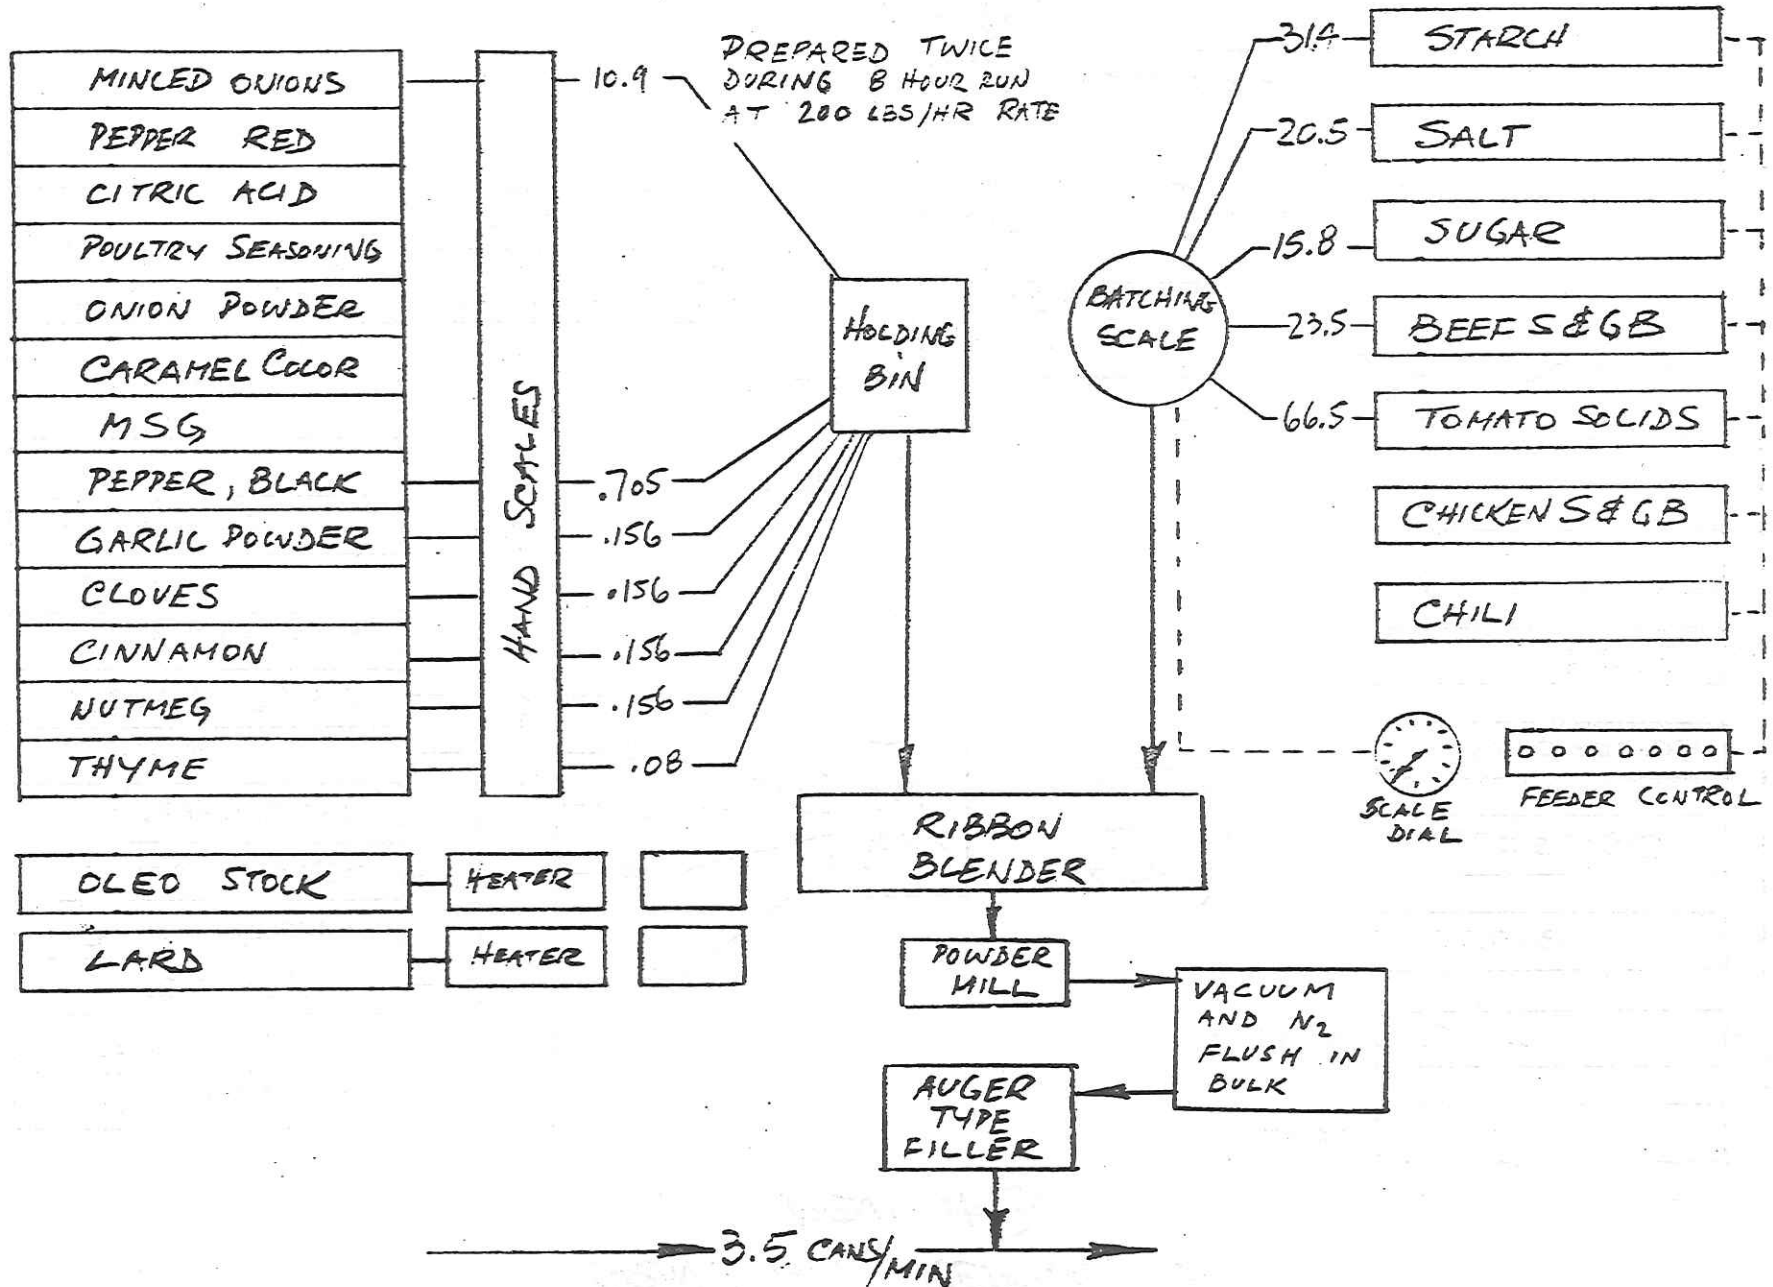 MINCED ONIONS
PEPPER RED
CITRIC ACID
POULTRY SEASONING
ONION POWDER
CARAMEL COLOR
MSG
PEPPER, BLACK
GARLIC POWDER
CLOVES
CINNAMON
NUTMEG
THYME
HAND SCALES
10.9
.705
.156
.156
.156
.156
.08
PREPARED TWICE
DURING 8 HOUR RUN
AT 200 LBS/HR RATE
HOLDING
BIN
BATCHING
SCALE
31.4
20.5
15.8
23.5
66.5
STARCH
SALT
SUGAR
BEEF S & GB
TOMATO SOLIDS
CHICKEN S & GB
CHILI
SCALE
DIAL
FEEDER CONTROL
OLEO STOCK
HEATER
LARD
HEATER
RIBBON
BLENDER
POWDER
MILL
VACUUM
AND N2
FLUSH IN
BULK
AUGER
TYPE
FILLER
3.5 CANS/MIN